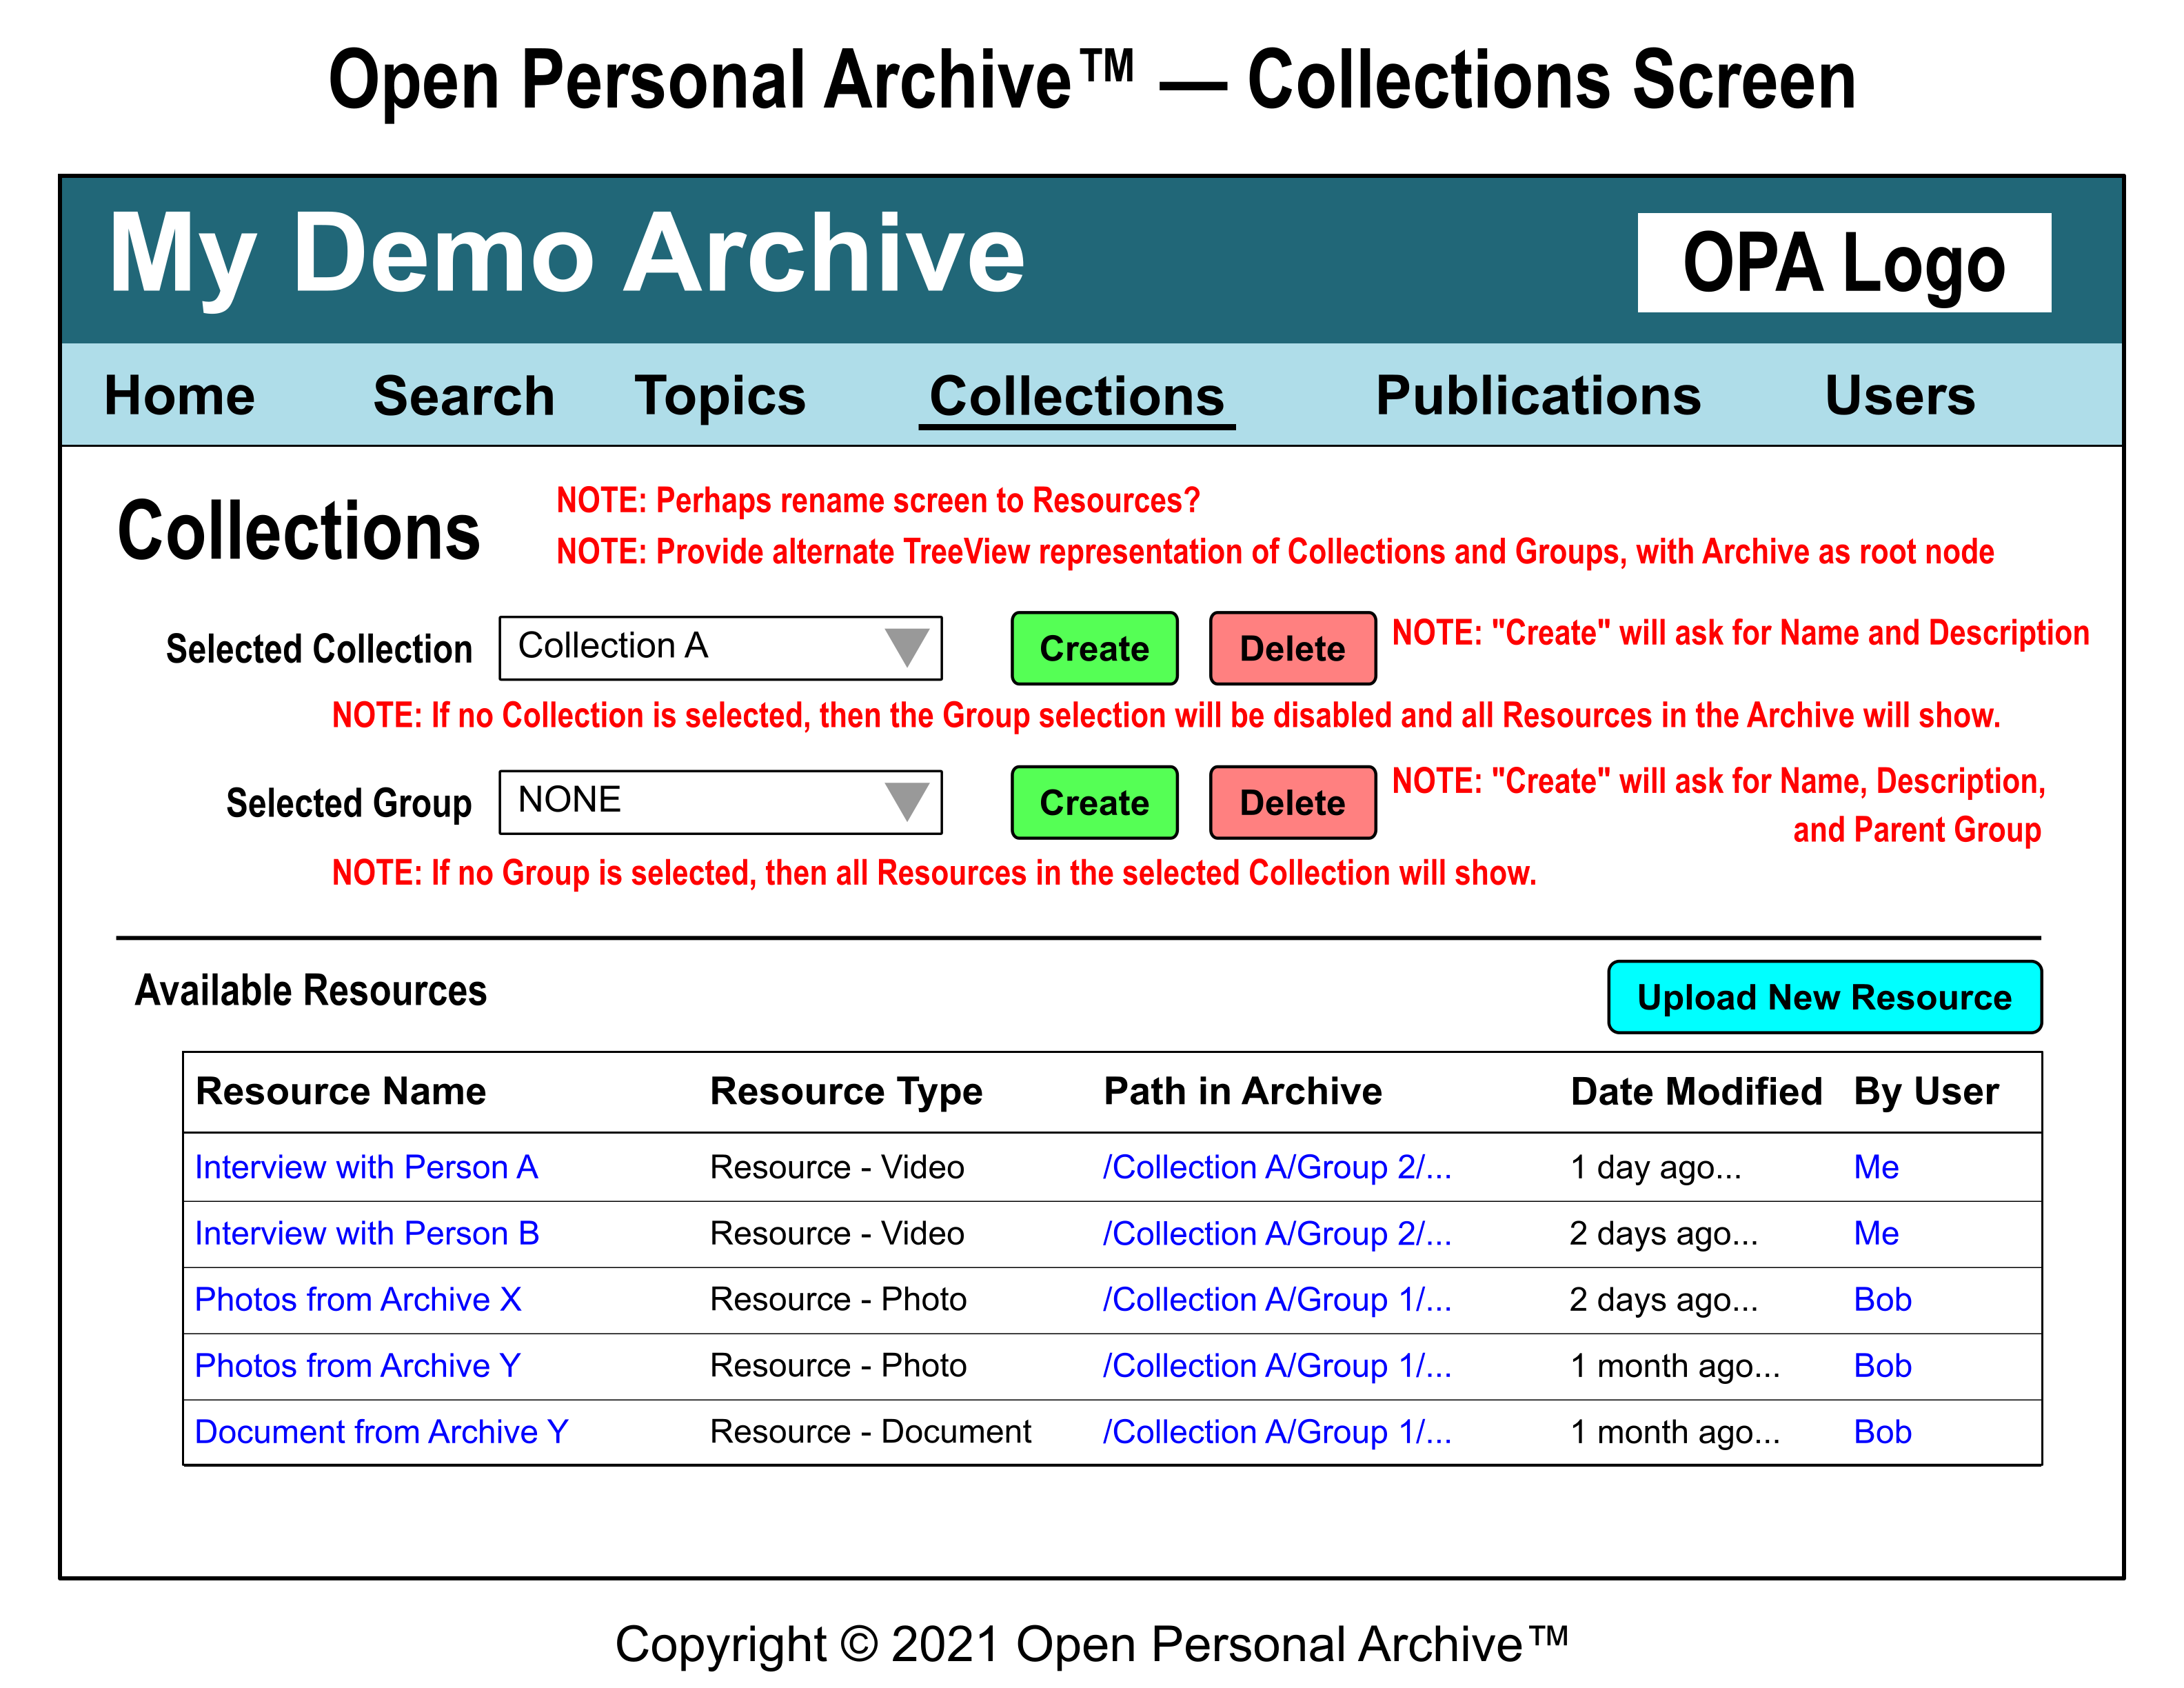 Open Personal Archive™ — Collections Screen
My Demo Archive
OPA Logo
Home Search Topics Collections Publications Users
Collections
NOTE: Perhaps rename screen to Resources?
NOTE: Provide alternate TreeView representation of Collections and Groups, with Archive as root node
Selected Collection Collection A Create Delete NOTE: "Create" will ask for Name and Description
NOTE: If no Collection is selected, then the Group selection will be disabled and all Resources in the Archive will show.
Selected Group NONE Create Delete NOTE: "Create" will ask for Name, Description,
and Parent Group
NOTE: If no Group is selected, then all Resources in the selected Collection will show.
Available Resources Upload New Resource
Resource Name Resource Type Path in Archive Date Modified By User
Interview with Person A Resource - Video /Collection A/Group 2/... 1 day ago... Me
Interview with Person B Resource - Video /Collection A/Group 2/... 2 days ago... Me
Photos from Archive X Resource - Photo /Collection A/Group 1/... 2 days ago... Bob
Photos from Archive Y Resource - Photo /Collection A/Group 1/... 1 month ago... Bob
Document from Archive Y Resource - Document /Collection A/Group 1/... 1 month ago... Bob
Copyright © 2021 Open Personal Archive™